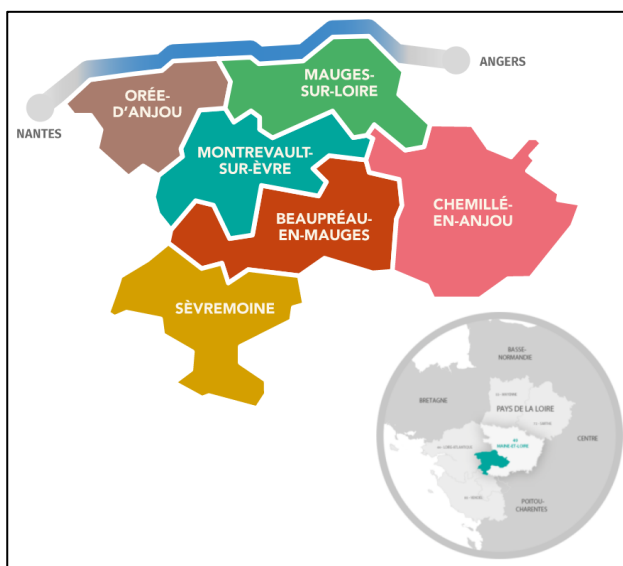 ANGERS
MAUGES-
SUR-LOIRE
ORÉE-
D'ANJOU
NANTES
MONTREVAULT-
SUR-ÈVRE
CHEMILLÉ-
EN-ANJOU
BEAUPRÉAU-
EN-MAUGES
SÈVREMOINE
BASSE-
NORMANDIE
BRETAGNE
PAYS DE LA LOIRE
CENTRE
MAINE-ET-LOIRE
POITOU-
CHARENTES